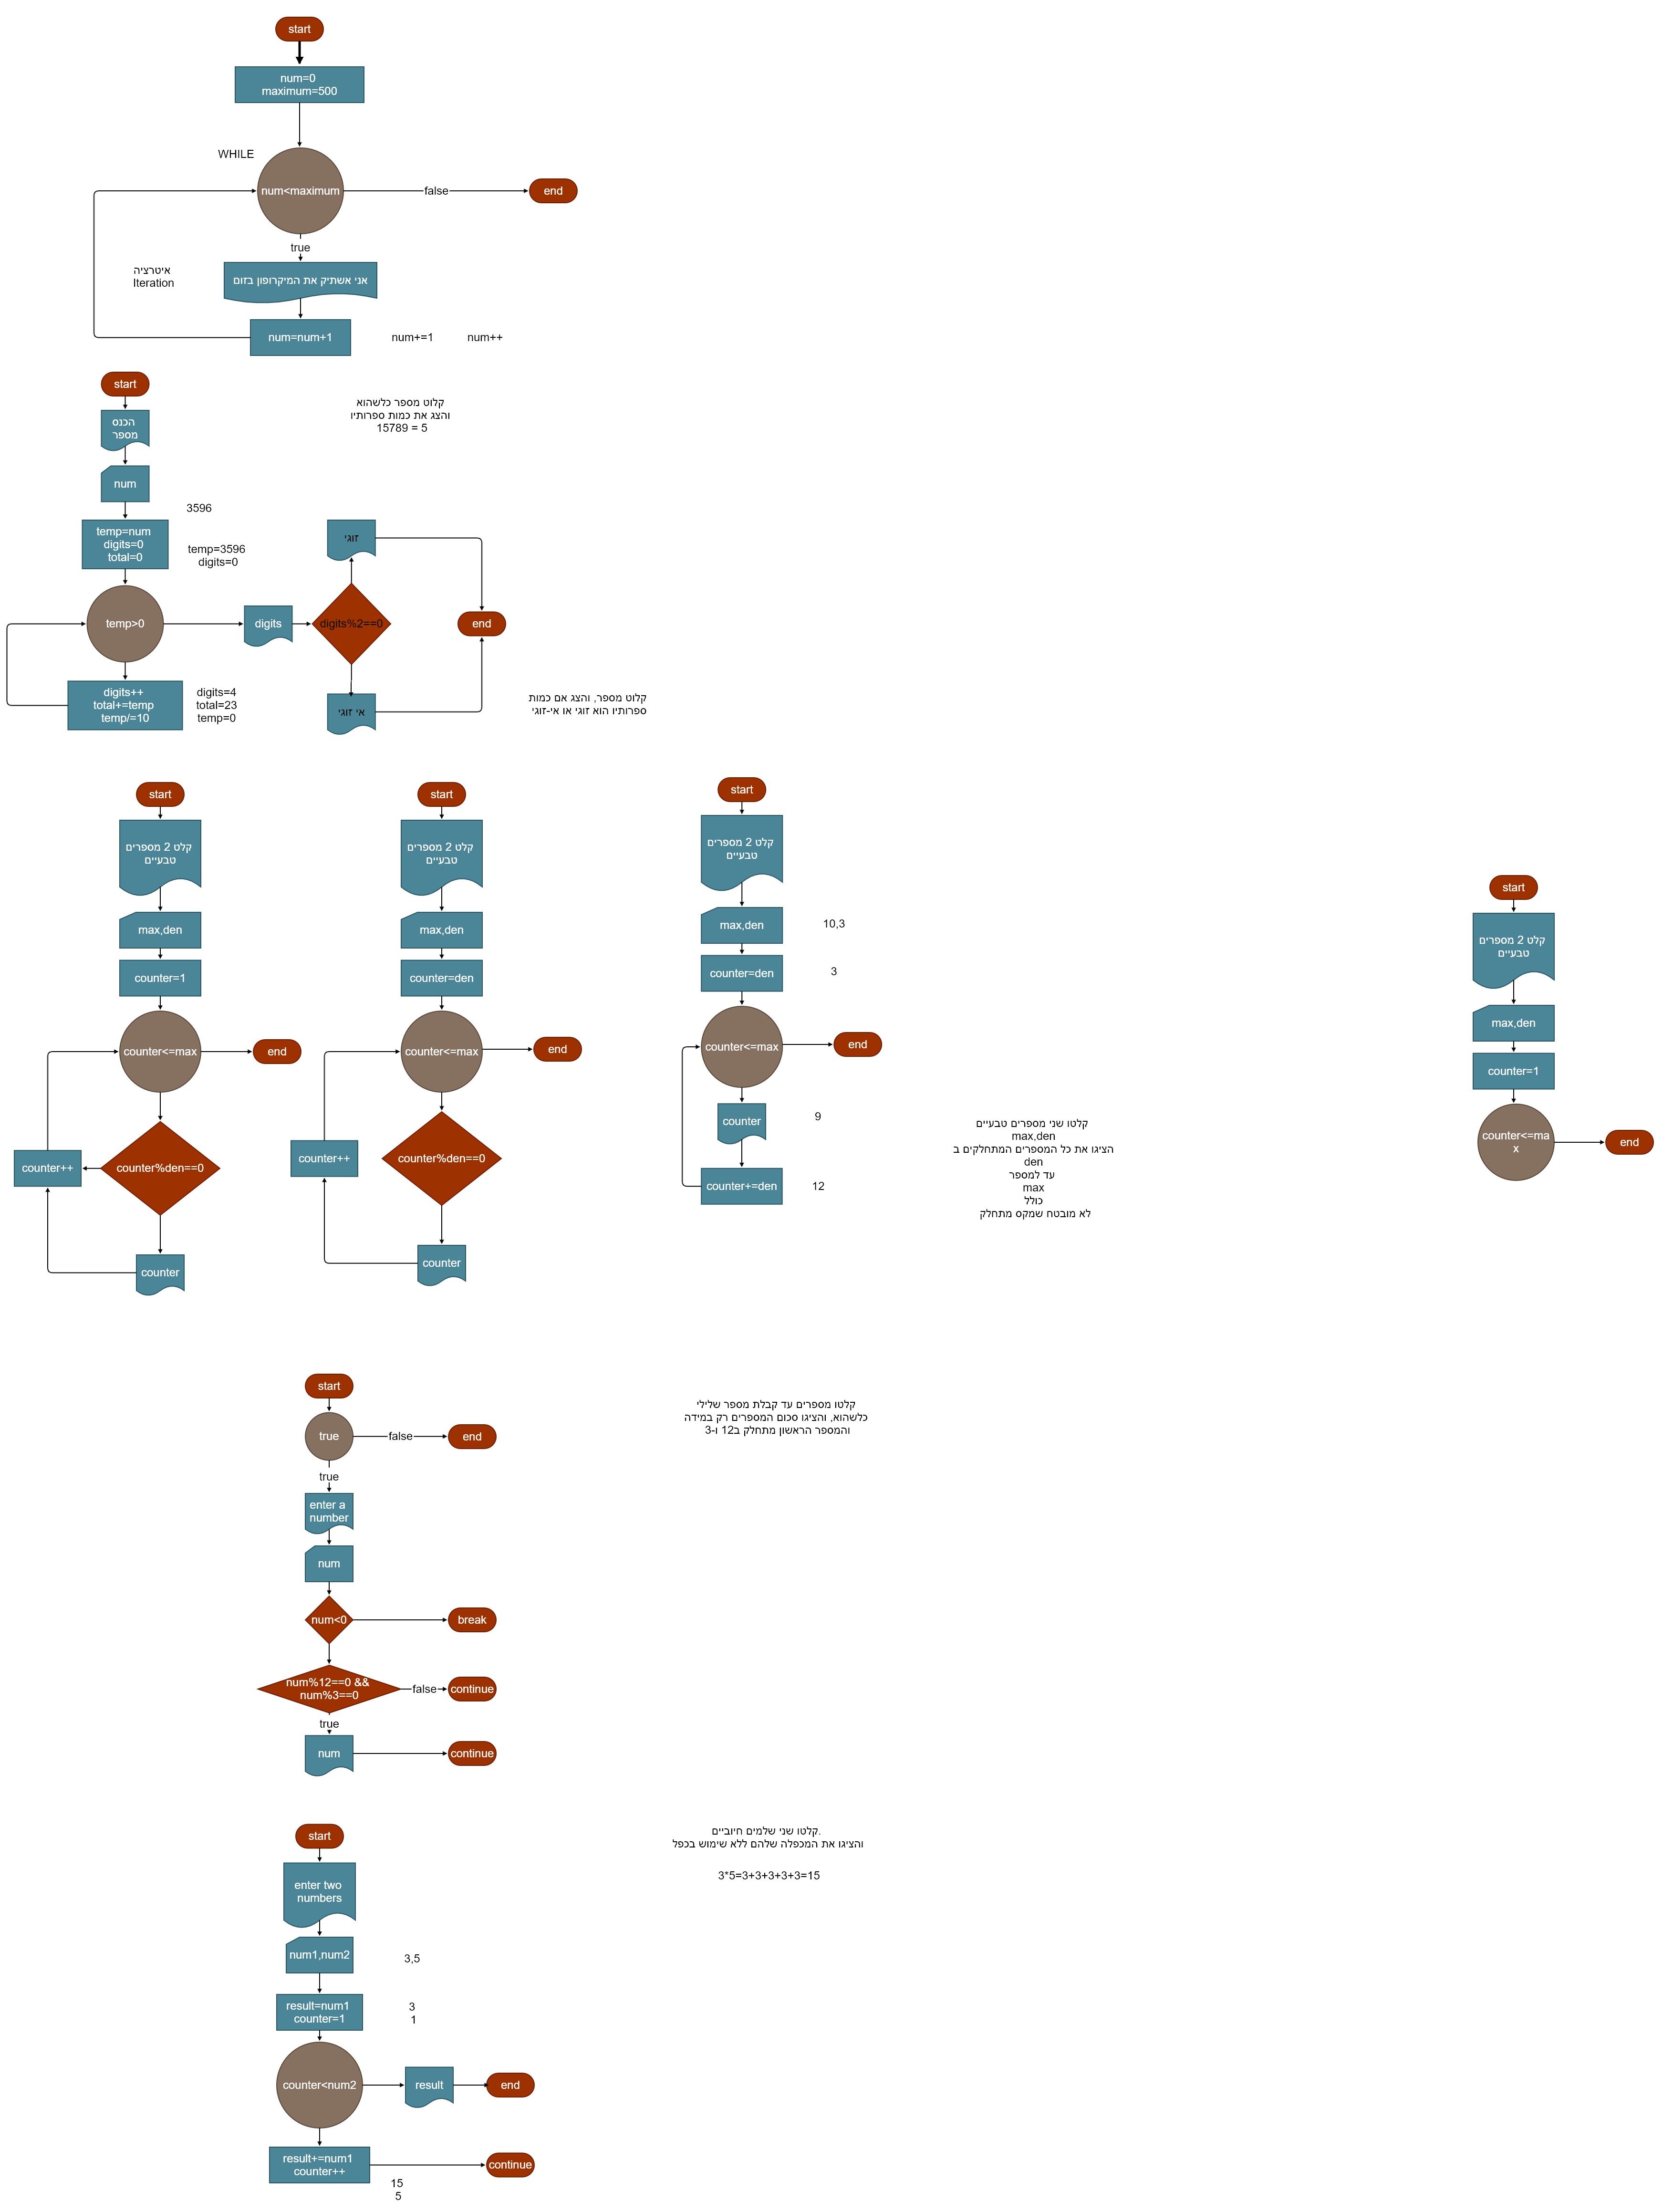 start
num=0
maximum=500
WHILE
num<maximum
false
end
true
איטרציה
Iteration
אני אשתיק את המיקרופון בזום
num=num+1
num+=1
num++
start
הכנס
מספר
קלוט מספר כלשהוא
והצג את כמות ספרותיו
15789 = 5
num
3596
temp=num
digits=0
total=0
temp=3596
digits=0
זוגי
temp>0
digits
digits%2==0
end
digits++
total+=temp
temp/=10
digits=4
total=23
temp=0
אי זוגי
קלוט מספר, והצג אם כמות
ספרותיו הוא זוגי או אי-זוגי
start
קלט 2 מספרים
טבעיים
max,den
counter=1
counter<=max
end
counter++
counter%den==0
counter
start
קלט 2 מספרים
טבעיים
max,den
counter=den
counter<=max
end
counter++
counter%den==0
counter
start
קלט 2 מספרים
טבעיים
max,den
10,3
counter=den
3
counter<=max
end
counter
9
counter+=den
12
קלטו שני מספרים טבעיים
max,den
הציגו את כל המספרים המתחלקים ב
den
עד למספר
max
כולל
לא מובטח שמקס מתחלק
start
קלט 2 מספרים
טבעיים
max,den
counter=1
counter<=ma
x
end
start
true
false
end
true
enter a
number
num
num<0
break
num%12==0 &&
num%3==0
false
continue
true
num
continue
קלטו מספרים עד קבלת מספר שלילי
כלשהוא, והציגו סכום המספרים רק במידה
והמספר הראשון מתחלק ב12 ו-3
start
enter two
numbers
num1,num2
3,5
result=num1
counter=1
3
1
counter<num2
result
end
result+=num1
counter++
continue
15
5
קלטו שני שלמים חיוביים.
והציגו את המכפלה שלהם ללא שימוש בכפל
3*5=3+3+3+3+3=15